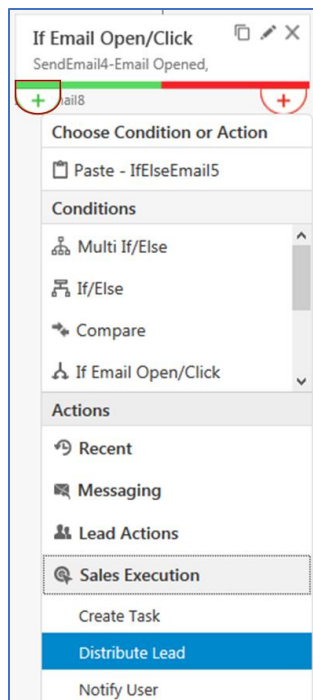 If Email Open/Click
SendEmail4-Email Opened,
+ ail8 +
Choose Condition or Action
Paste - IfElseEmail5
Conditions
Multi If/Else
If/Else
Compare
If Email Open/Click
Actions
Recent
Messaging
Lead Actions
Sales Execution
Create Task
Distribute Lead
Notify User